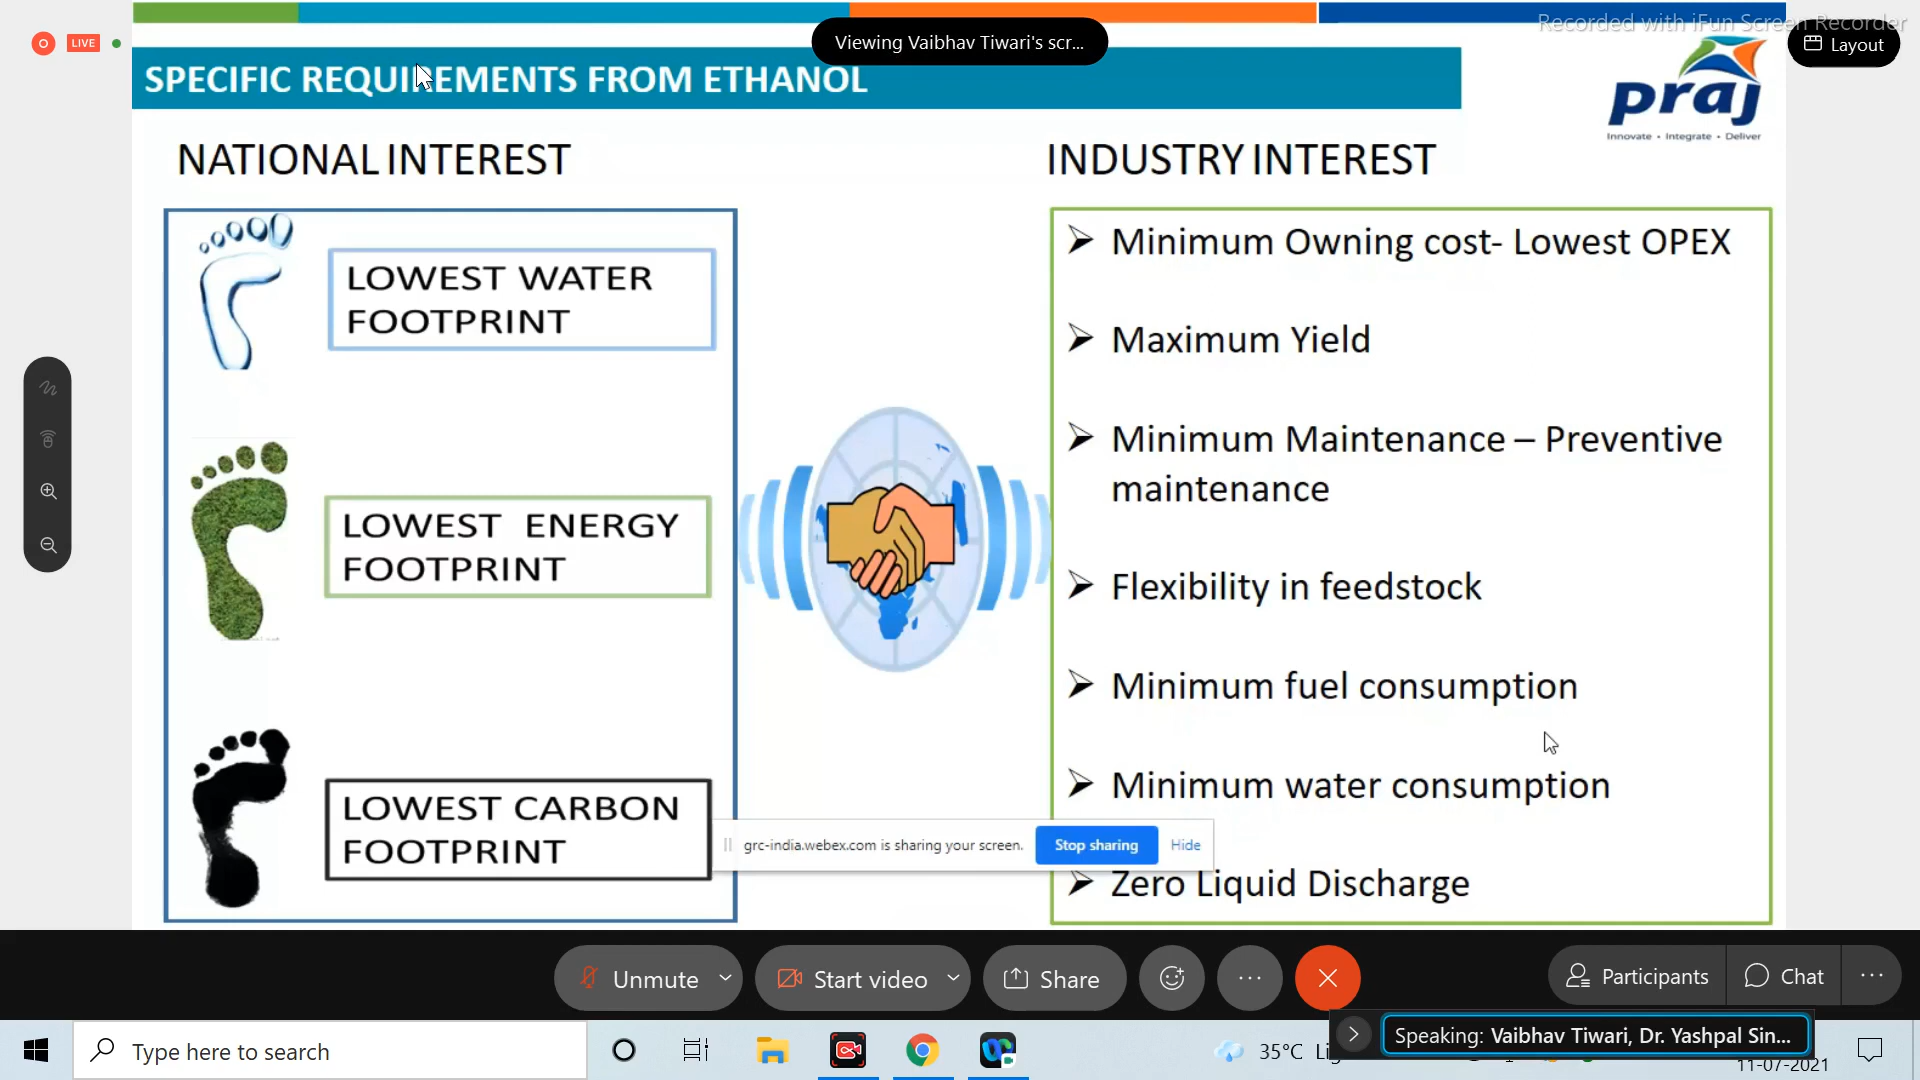 Recorded with iFun Screen Recorder
LIVE
Viewing Vaibhav Tiwari's scr...
Layout
SPECIFIC REQUIREMENTS FROM ETHANOL
praj
Innovate • Integrate • Deliver
NATIONAL INTEREST
INDUSTRY INTEREST
LOWEST WATER
FOOTPRINT
LOWEST ENERGY
FOOTPRINT
LOWEST CARBON
FOOTPRINT
Minimum Owning cost- Lowest OPEX
Maximum Yield
Minimum Maintenance – Preventive
maintenance
Flexibility in feedstock
Minimum fuel consumption
Minimum water consumption
Zero Liquid Discharge
grc-india.webex.com is sharing your screen.
Stop sharing
Hide
Unmute
Start video
Share
Participants
Chat
Type here to search
35°C
Speaking: Vaibhav Tiwari, Dr. Yashpal Sin...
11-07-2021